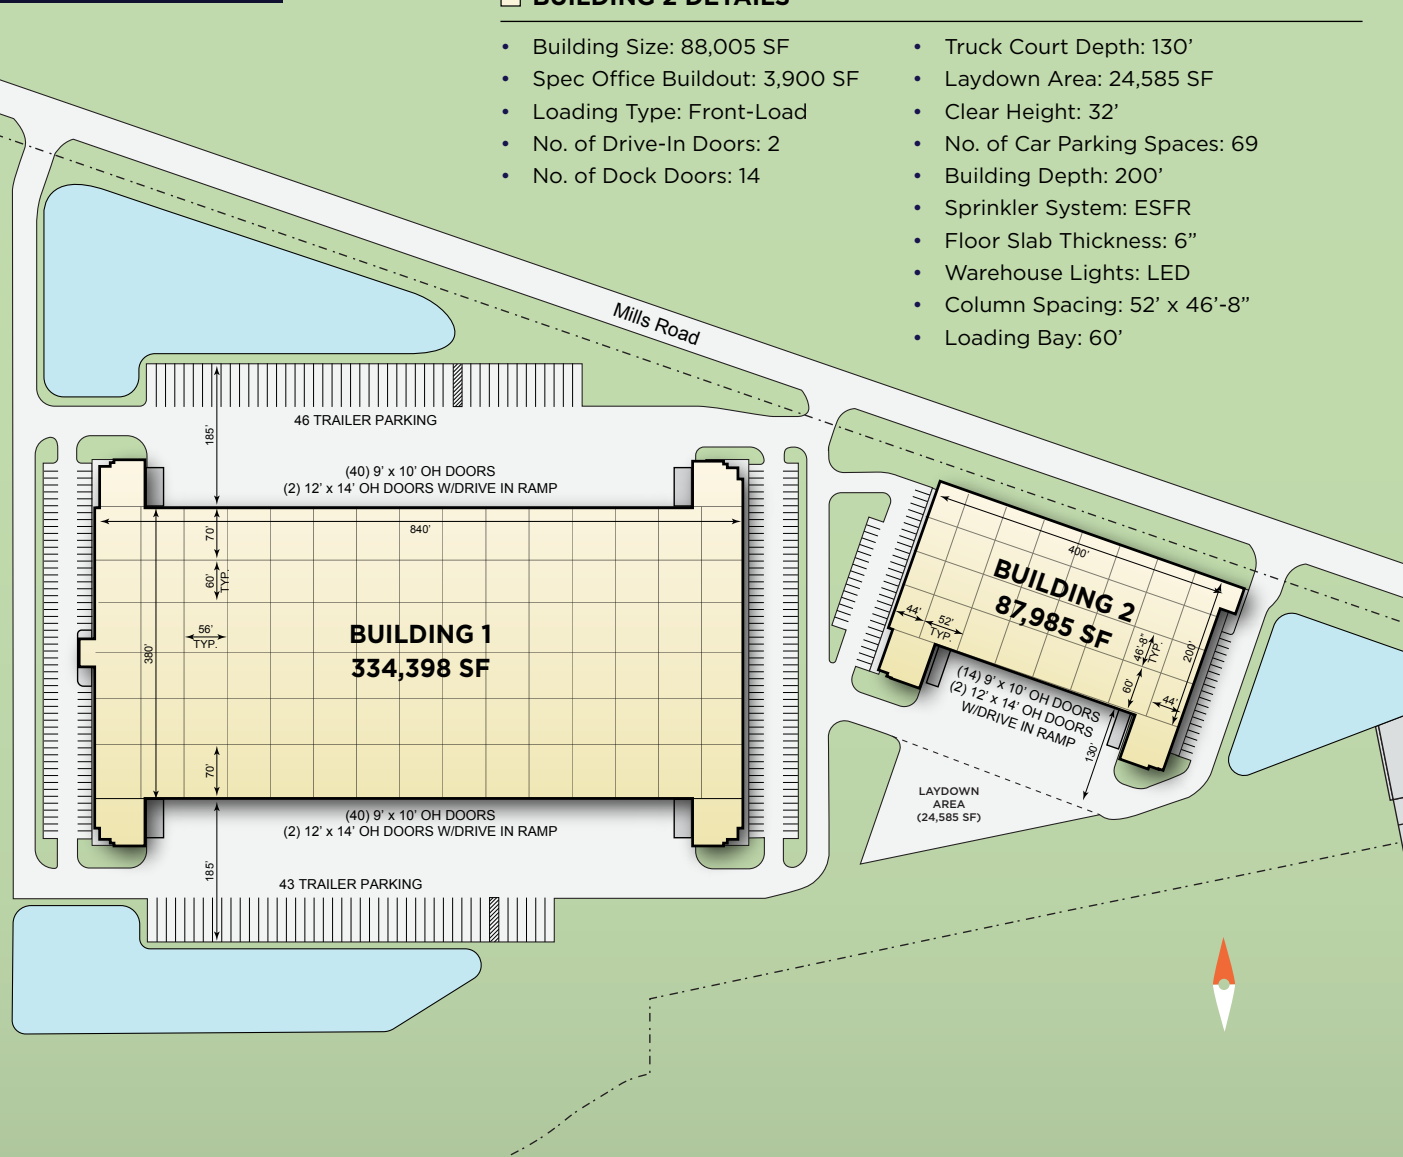 BUILDING 2 DETAILS
• Building Size: 88,005 SF
• Spec Office Buildout: 3,900 SF
• Loading Type: Front-Load
• No. of Drive-In Doors: 2
• No. of Dock Doors: 14
• Truck Court Depth: 130’
• Laydown Area: 24,585 SF
• Clear Height: 32’
• No. of Car Parking Spaces: 69
• Building Depth: 200’
• Sprinkler System: ESFR
• Floor Slab Thickness: 6”
• Warehouse Lights: LED
• Column Spacing: 52’ x 46’-8”
• Loading Bay: 60’
Mills Road
46 TRAILER PARKING
185'
(40) 9' x 10' OH DOORS
(2) 12' x 14' OH DOORS W/DRIVE IN RAMP
840'
70'
60'
TYP.
56'
TYP.
380'
BUILDING 1
334,398 SF
70'
(40) 9' x 10' OH DOORS
(2) 12' x 14' OH DOORS W/DRIVE IN RAMP
185'
43 TRAILER PARKING
400'
BUILDING 2
87,985 SF
44'
52'
TYP.
46'-8"
TYP.
200'
60'
44'
(14) 9' x 10' OH DOORS
(2) 12' x 14' OH DOORS
W/DRIVE IN RAMP
130'
LAYDOWN
AREA
(24,585 SF)